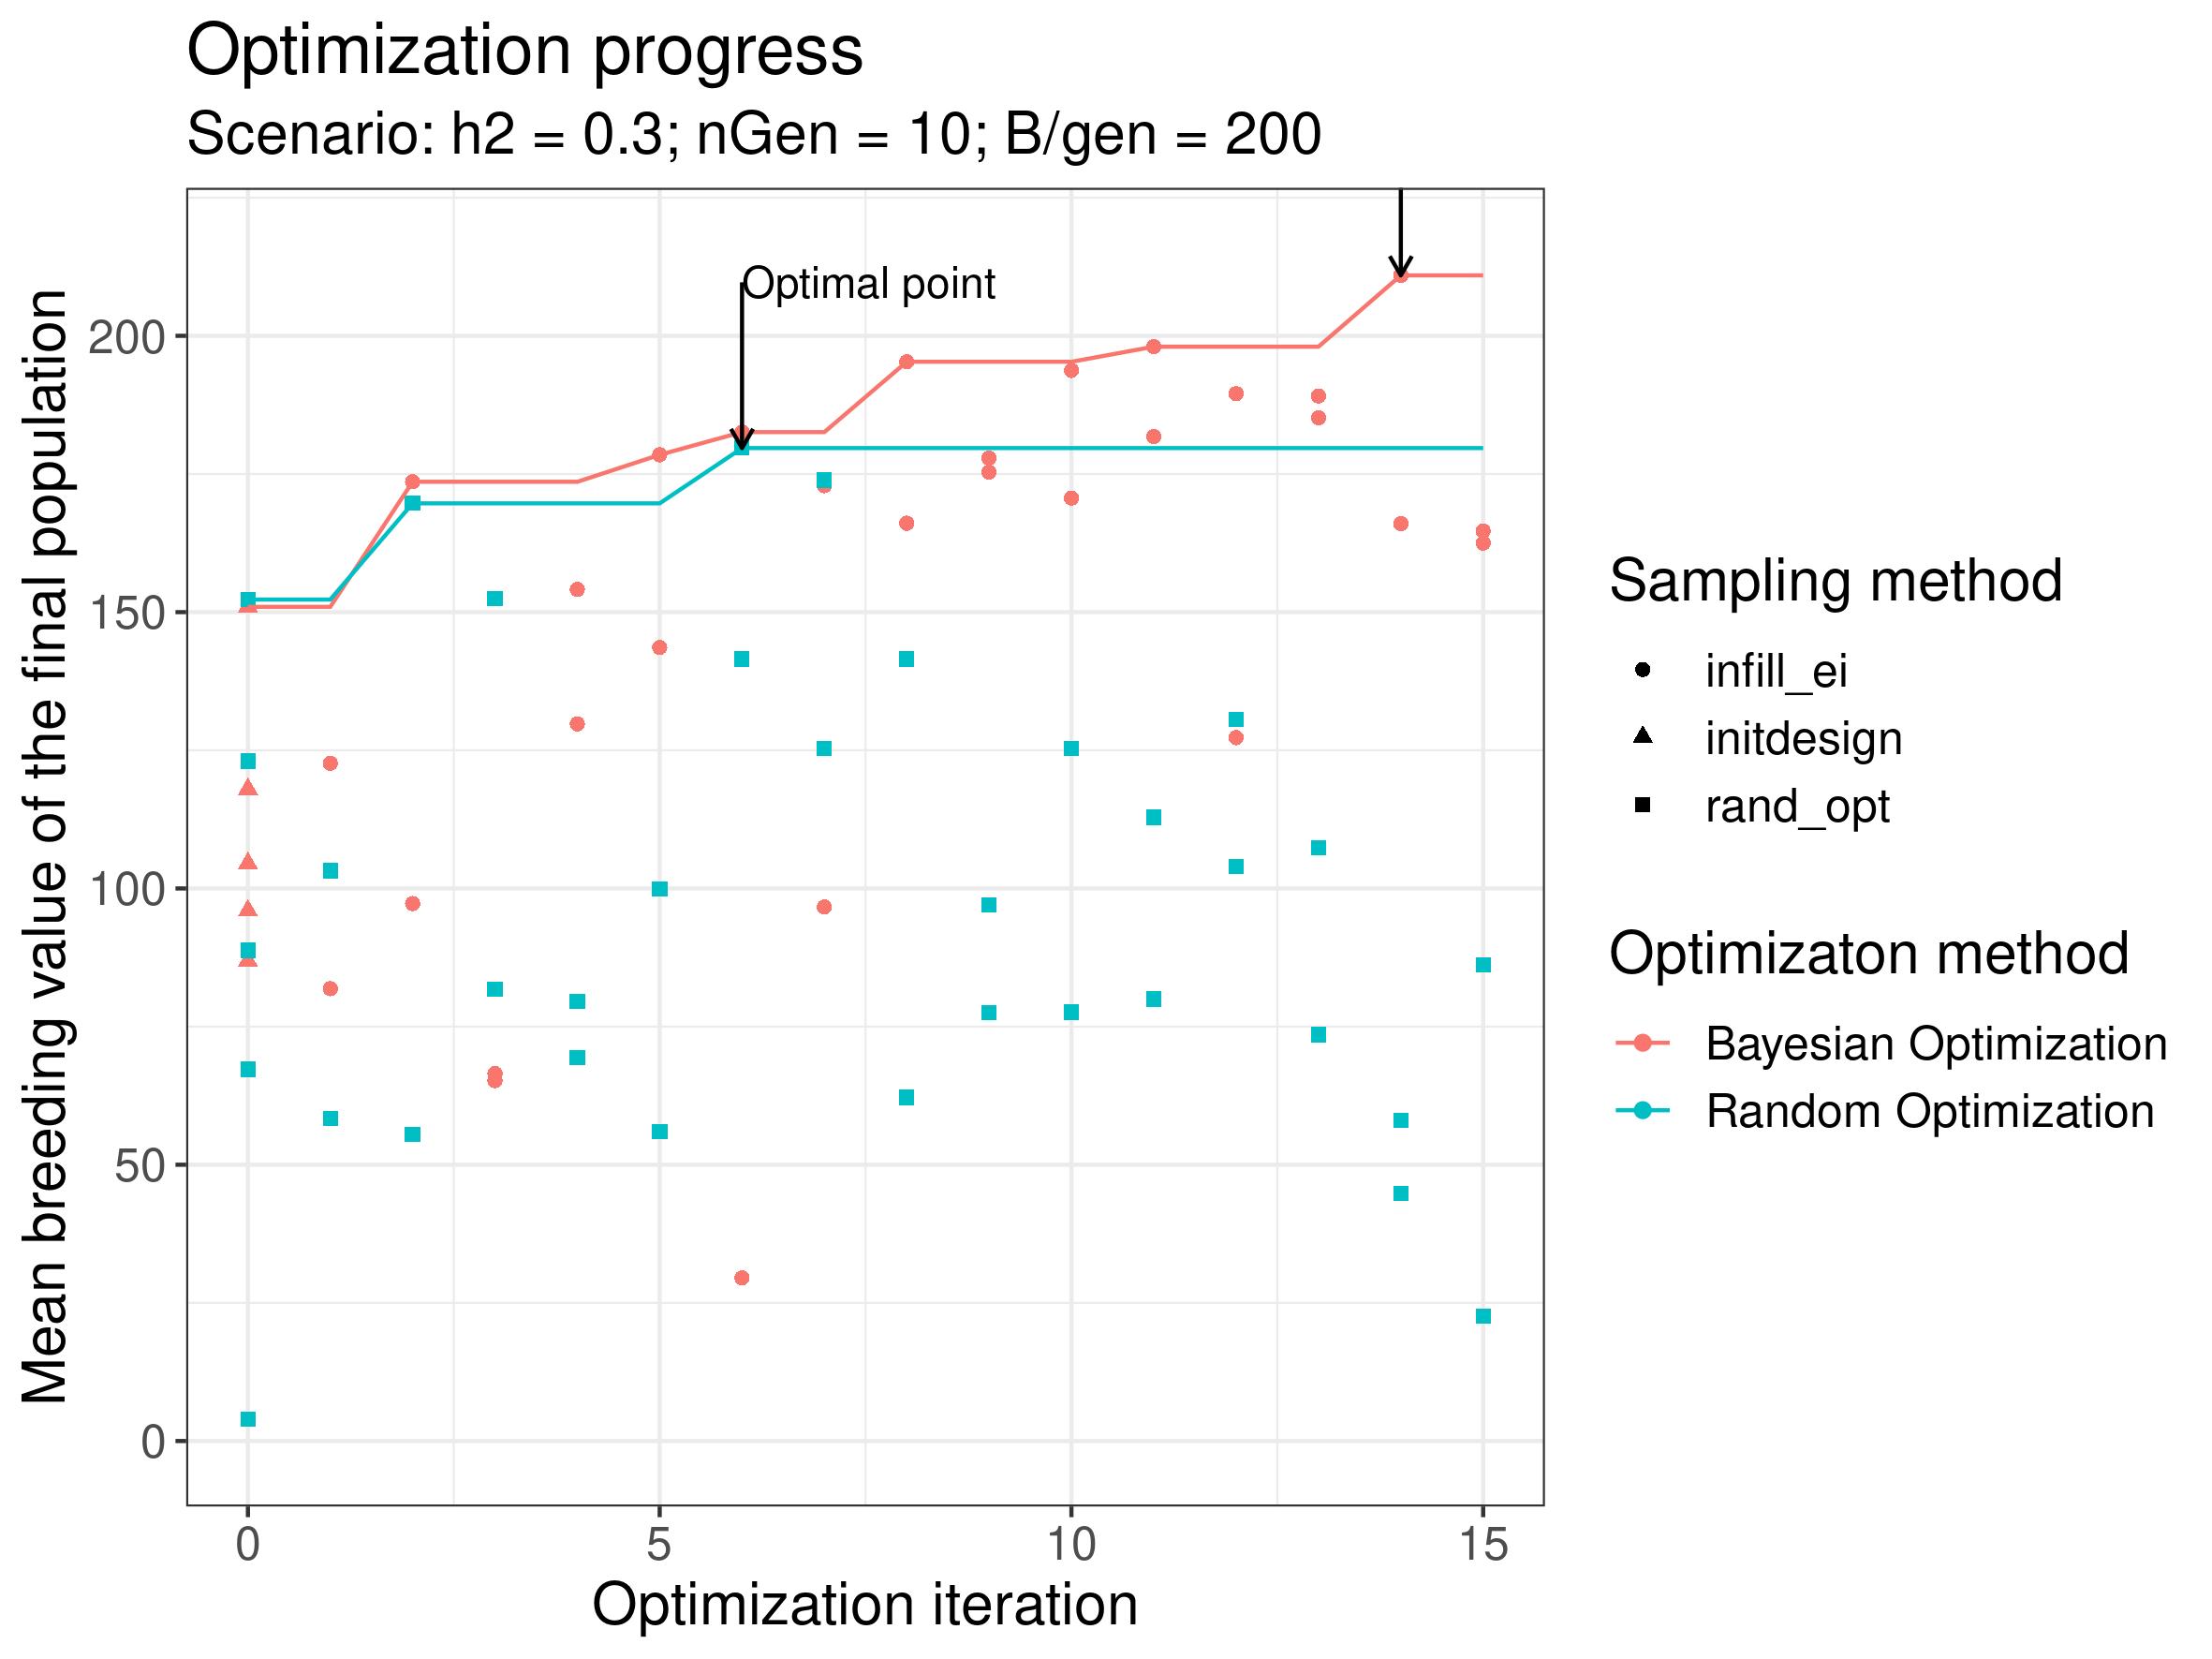 Optimization progress
Scenario: h2 = 0.3; nGen = 10; B/gen = 200
Mean breeding value of the final population
200
150
100
50
0
Optimal point
0
5
10
15
Optimization iteration
Sampling method
infill_ei
initdesign
rand_opt
Optimizaton method
Bayesian Optimization
Random Optimization